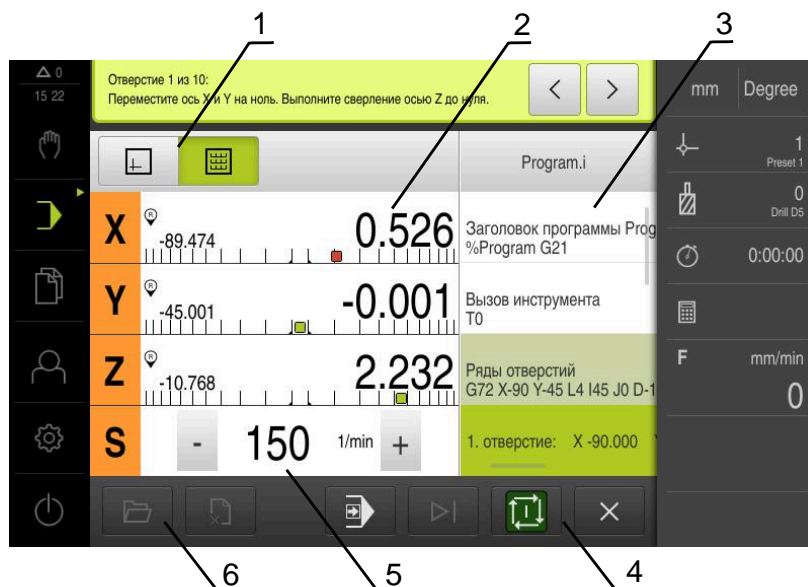 1
2
3
0
15 22
Отверстие 1 из 10:
Переместите ось X и Y на ноль. Выполните сверление осью Z до нуля.
<
>
mm
Degree
Program.i
1
Preset 1
X
R
-89.474
0.526
Заголовок программы Prog
%Program G21
0
Drill D5
0:00:00
Y
R
-45.001
-0.001
Вызов инструмента
T0
Z
R
-10.768
2.232
Ряды отверстий
G72 X-90 Y-45 L4 I45 J0 D-1
F
mm/min
0
S
-
150
1/min
+
1. отверстие:
X -90.000
6
5
4